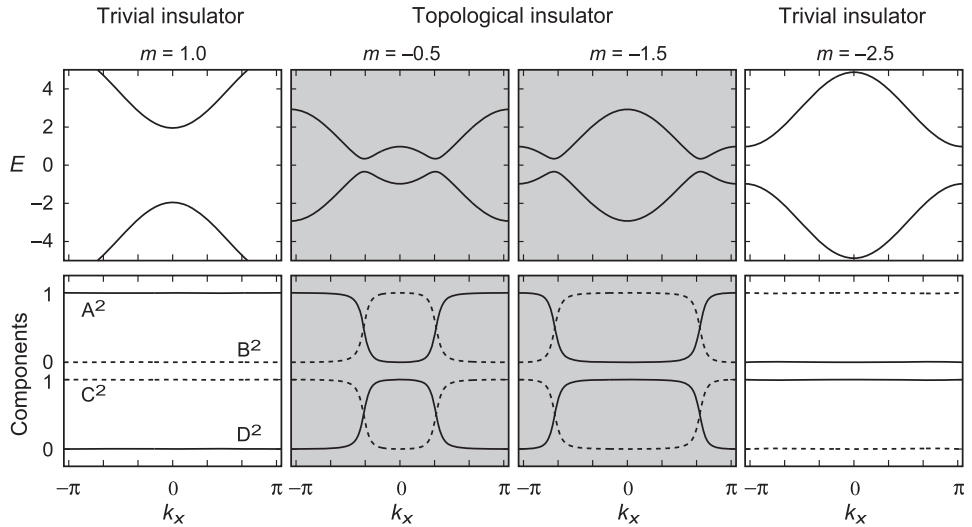 Trivial insulator
Topological insulator
Trivial insulator
m = 1.0
m = –0.5
m = –1.5
m = –2.5
4
2
E
0
–2
–4
Components
1
A²
B²
0
1
C²
D²
0
–π 0 π
–π 0 π
–π 0 π
–π 0 π
kₓ
kₓ
kₓ
kₓ